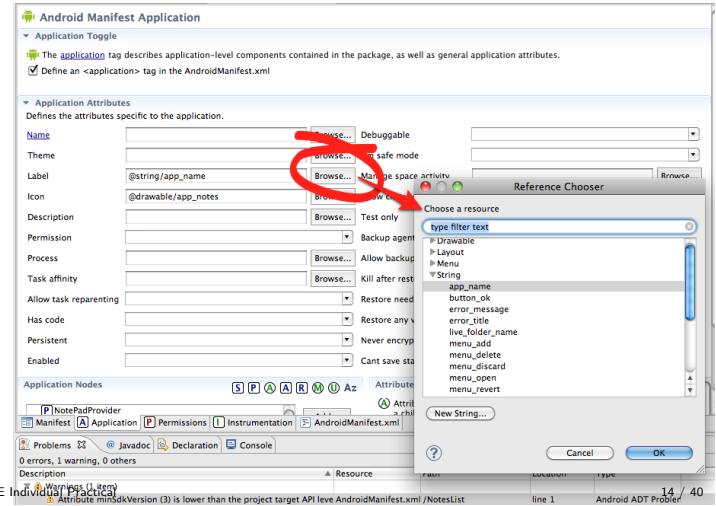 Android Manifest Application
Application Toggle
The application tag describes application-level components contained in the package, as well as general application attributes.
Define an <application> tag in the AndroidManifest.xml
Application Attributes
Defines the attributes specific to the application.
Name Browse... Debuggable
Theme Browse... safe mode
Label @string/app_name Browse... Manage space activity Browse...
Icon @drawable/app_notes Browse...
Description Browse... Test only
Permission Backup agent
Process Browse... Allow backup
Task affinity Browse... Kill after rest
Allow task reparenting Restore need
Has code Restore any v
Persistent Never encryp
Enabled Cant save sta
Reference Chooser
Choose a resource
type filter text
Drawable
Layout
Menu
String
app_name
button_ok
error_message
error_title
live_folder_name
menu_add
menu_delete
menu_discard
menu_open
menu_revert
New String...
? Cancel OK
Application Nodes S P A A R M U Az Attribute
P NotePadProvider A Attrib
Manifest A Application P Permissions I Instrumentation AndroidManifest.xml
Problems @ Javadoc Declaration Console
0 errors, 1 warning, 0 others
Description Resource Path Location Type
Warnings (1 item)
E Individual Practical 14 / 40
Attribute minSdkVersion (3) is lower than the project target API leve AndroidManifest.xml /NotesList line 1 Android ADT Probler